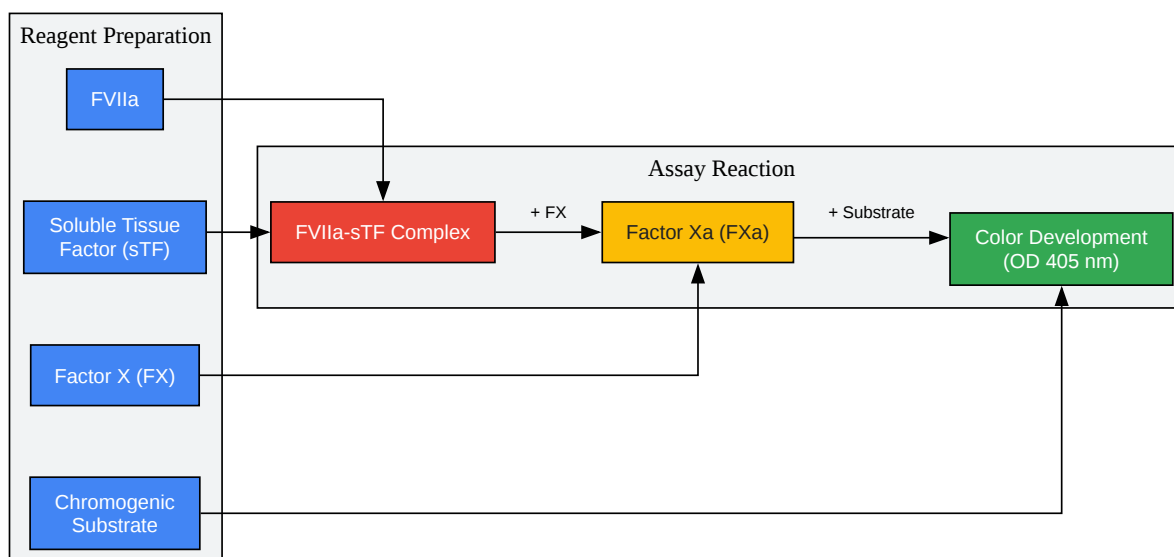 Reagent Preparation
FVIIa
Soluble Tissue
Factor (sTF)
Factor X (FX)
Chromogenic
Substrate
Assay Reaction
FVIIa-sTF Complex
+ FX
Factor Xa (FXa)
+ Substrate
Color Development
(OD 405 nm)